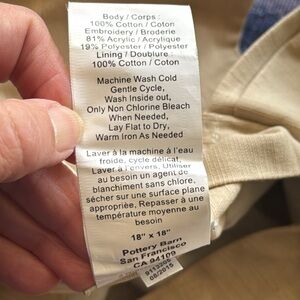 Body / Corps :
100% Cotton / Coton
Embroidery / Broderie
81% Acrylic / Acrylique
19% Polyester / Polyester
Lining / Doublure :
100% Cotton / Coton
Machine Wash Cold
Gentle Cycle,
Wash Inside out,
Only Non Chlorine Bleach
When Needed,
Lay Flat to Dry,
Warm Iron As Needed
Laver à la machine à l'eau
froide, cycle délicat,
Laver à l'envers, Utiliser
au besoin un agent de
blanchiment sans chlore,
sécher sur une surface plane
appropriée, Repasser à une
température moyenne au
besoin
18" x 18"
Pottery Barn
San Francisco
CA 94109
08/2015